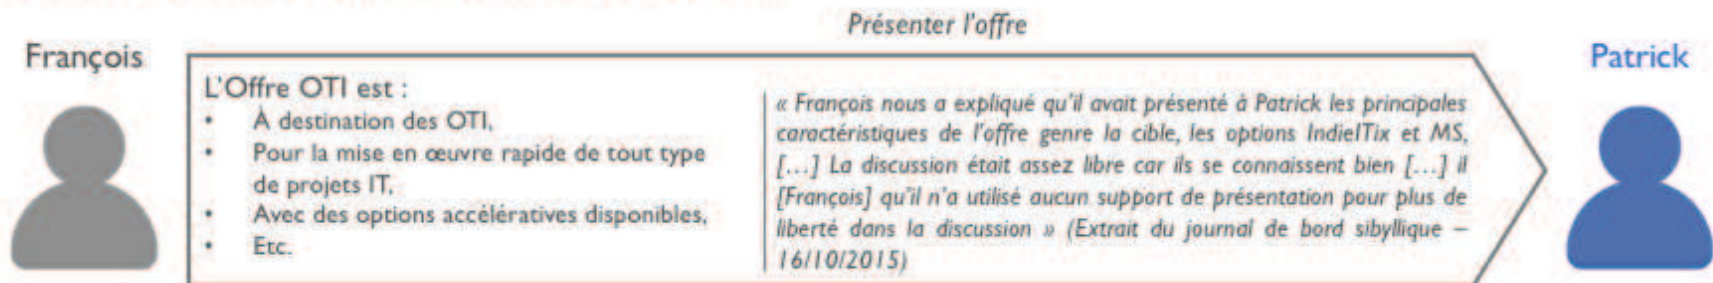 Présenter l'offre
François
Patrick
L'Offre OTI est :
• À destination des OTI,
• Pour la mise en œuvre rapide de tout type
de projets IT,
• Avec des options accélératives disponibles,
• Etc.
« François nous a expliqué qu'il avait présenté à Patrick les principales
caractéristiques de l'offre genre la cible, les options IndieITix et MS,
[…] La discussion était assez libre car ils se connaissent bien […] il
[François] qu'il n'a utilisé aucun support de présentation pour plus de
liberté dans la discussion » (Extrait du journal de bord sibyllique –
16/10/2015)